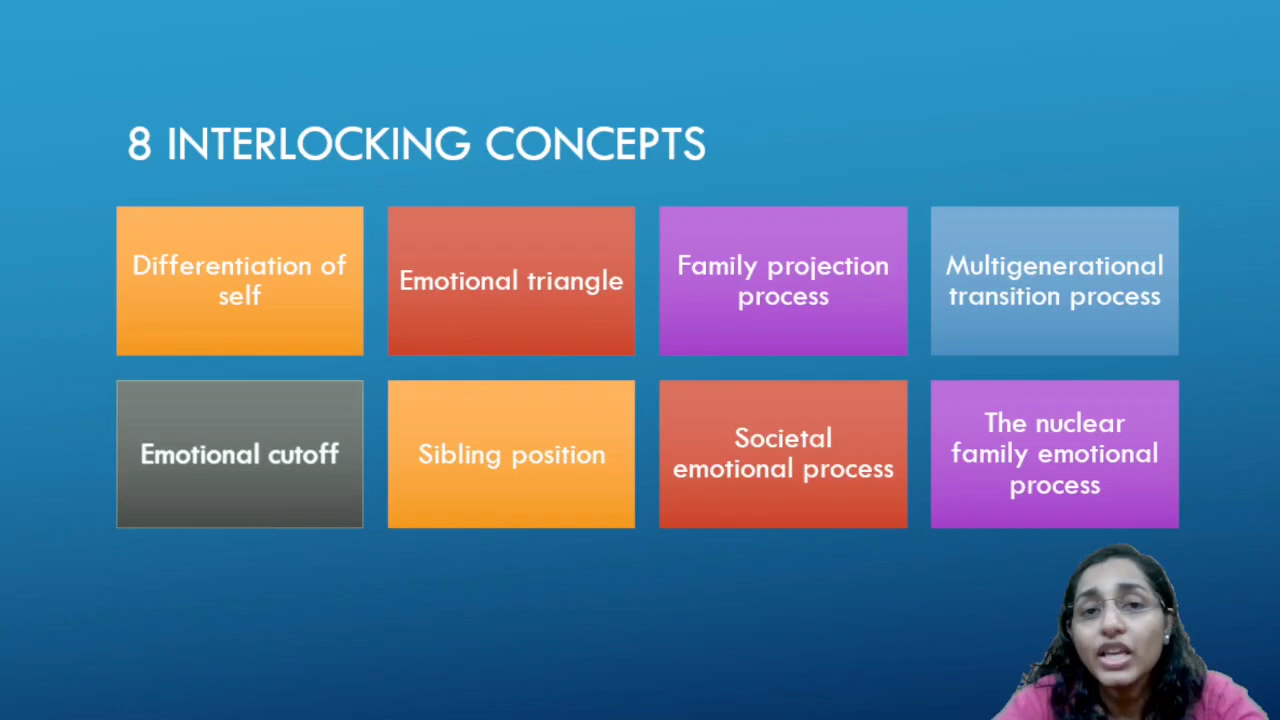 8 INTERLOCKING CONCEPTS
Differentiation of
self
Emotional triangle
Family projection
process
Multigenerational
transition process
Emotional cutoff
Sibling position
Societal
emotional process
The nuclear
family emotional
process